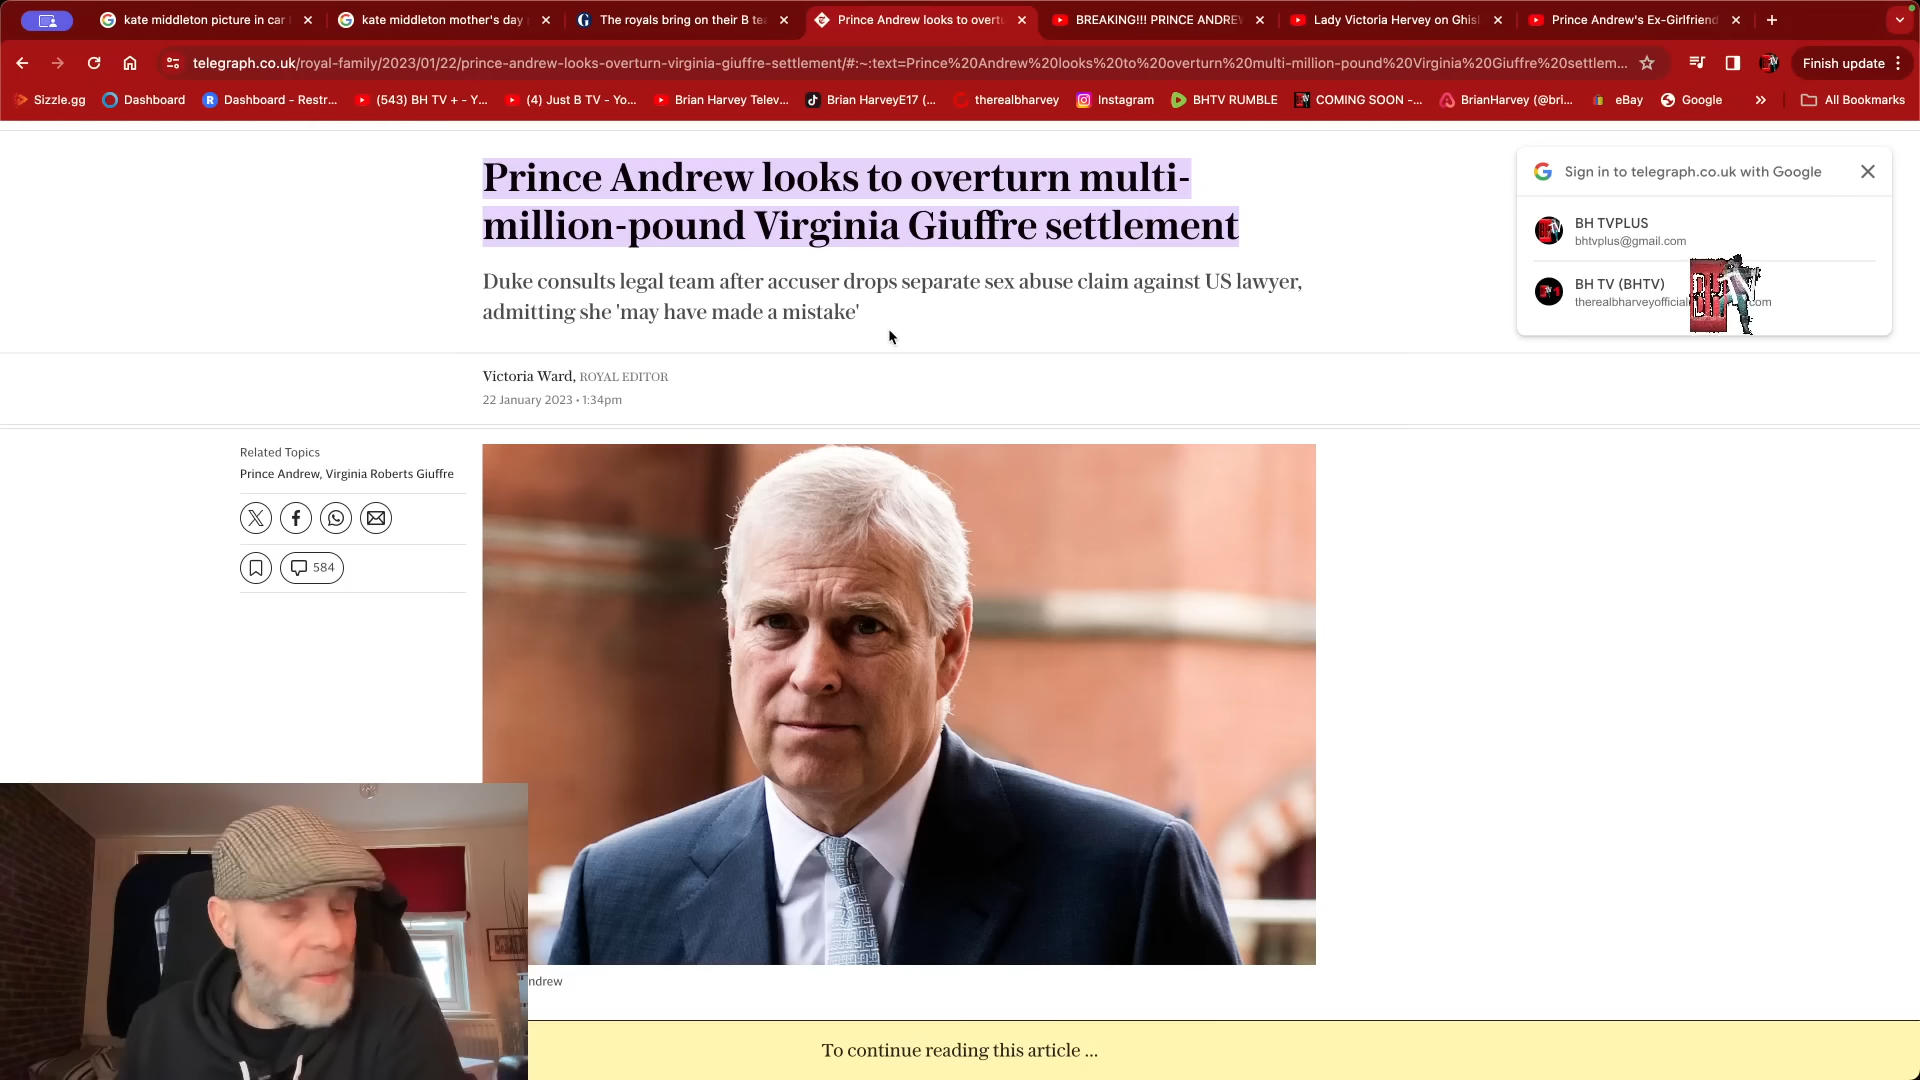 kate middleton picture in car
kate middleton mother's day
The royals bring on their B te
Prince Andrew looks to overtu
BREAKING!!! PRINCE ANDREW
Lady Victoria Hervey on Ghisl
Prince Andrew's Ex-Girlfriend
telegraph.co.uk/royal-family/2023/01/22/prince-andrew-looks-overturn-virginia-giuffre-settlement/#:~:text=Prince%20Andrew%20looks%20to%20overturn%20multi-million-pound%20Virginia%20Giuffre%20settlem...
Finish update
Sizzle.gg
Dashboard
Dashboard - Restr...
(543) BH TV + - Y...
(4) Just B TV - Yo...
Brian Harvey Telev...
Brian HarveyE17 (...
therealbharvey
Instagram
BHTV RUMBLE
COMING SOON -...
BrianHarvey (@bri...
eBay
Google
All Bookmarks
Prince Andrew looks to overturn multi-
million-pound Virginia Giuffre settlement
Duke consults legal team after accuser drops separate sex abuse claim against US lawyer,
admitting she 'may have made a mistake'
Victoria Ward, ROYAL EDITOR
22 January 2023 • 1:34pm
Sign in to telegraph.co.uk with Google
BH TVPLUS
bhtvplus@gmail.com
BH TV (BHTV)
therealbharveyofficial
com
BH
Related Topics
Prince Andrew, Virginia Roberts Giuffre
584
ndrew
To continue reading this article ...